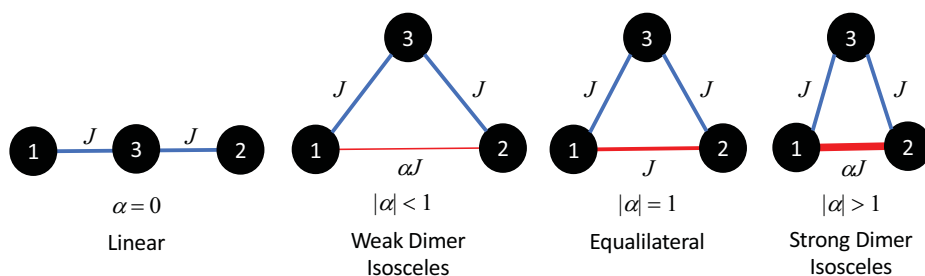 1 J 3 J 2
α = 0
Linear
3
J J
1 2
αJ
|α| < 1
Weak Dimer
Isosceles
3
J J
1 2
J
|α| = 1
Equalilateral
3
J J
1 2
αJ
|α| > 1
Strong Dimer
Isosceles